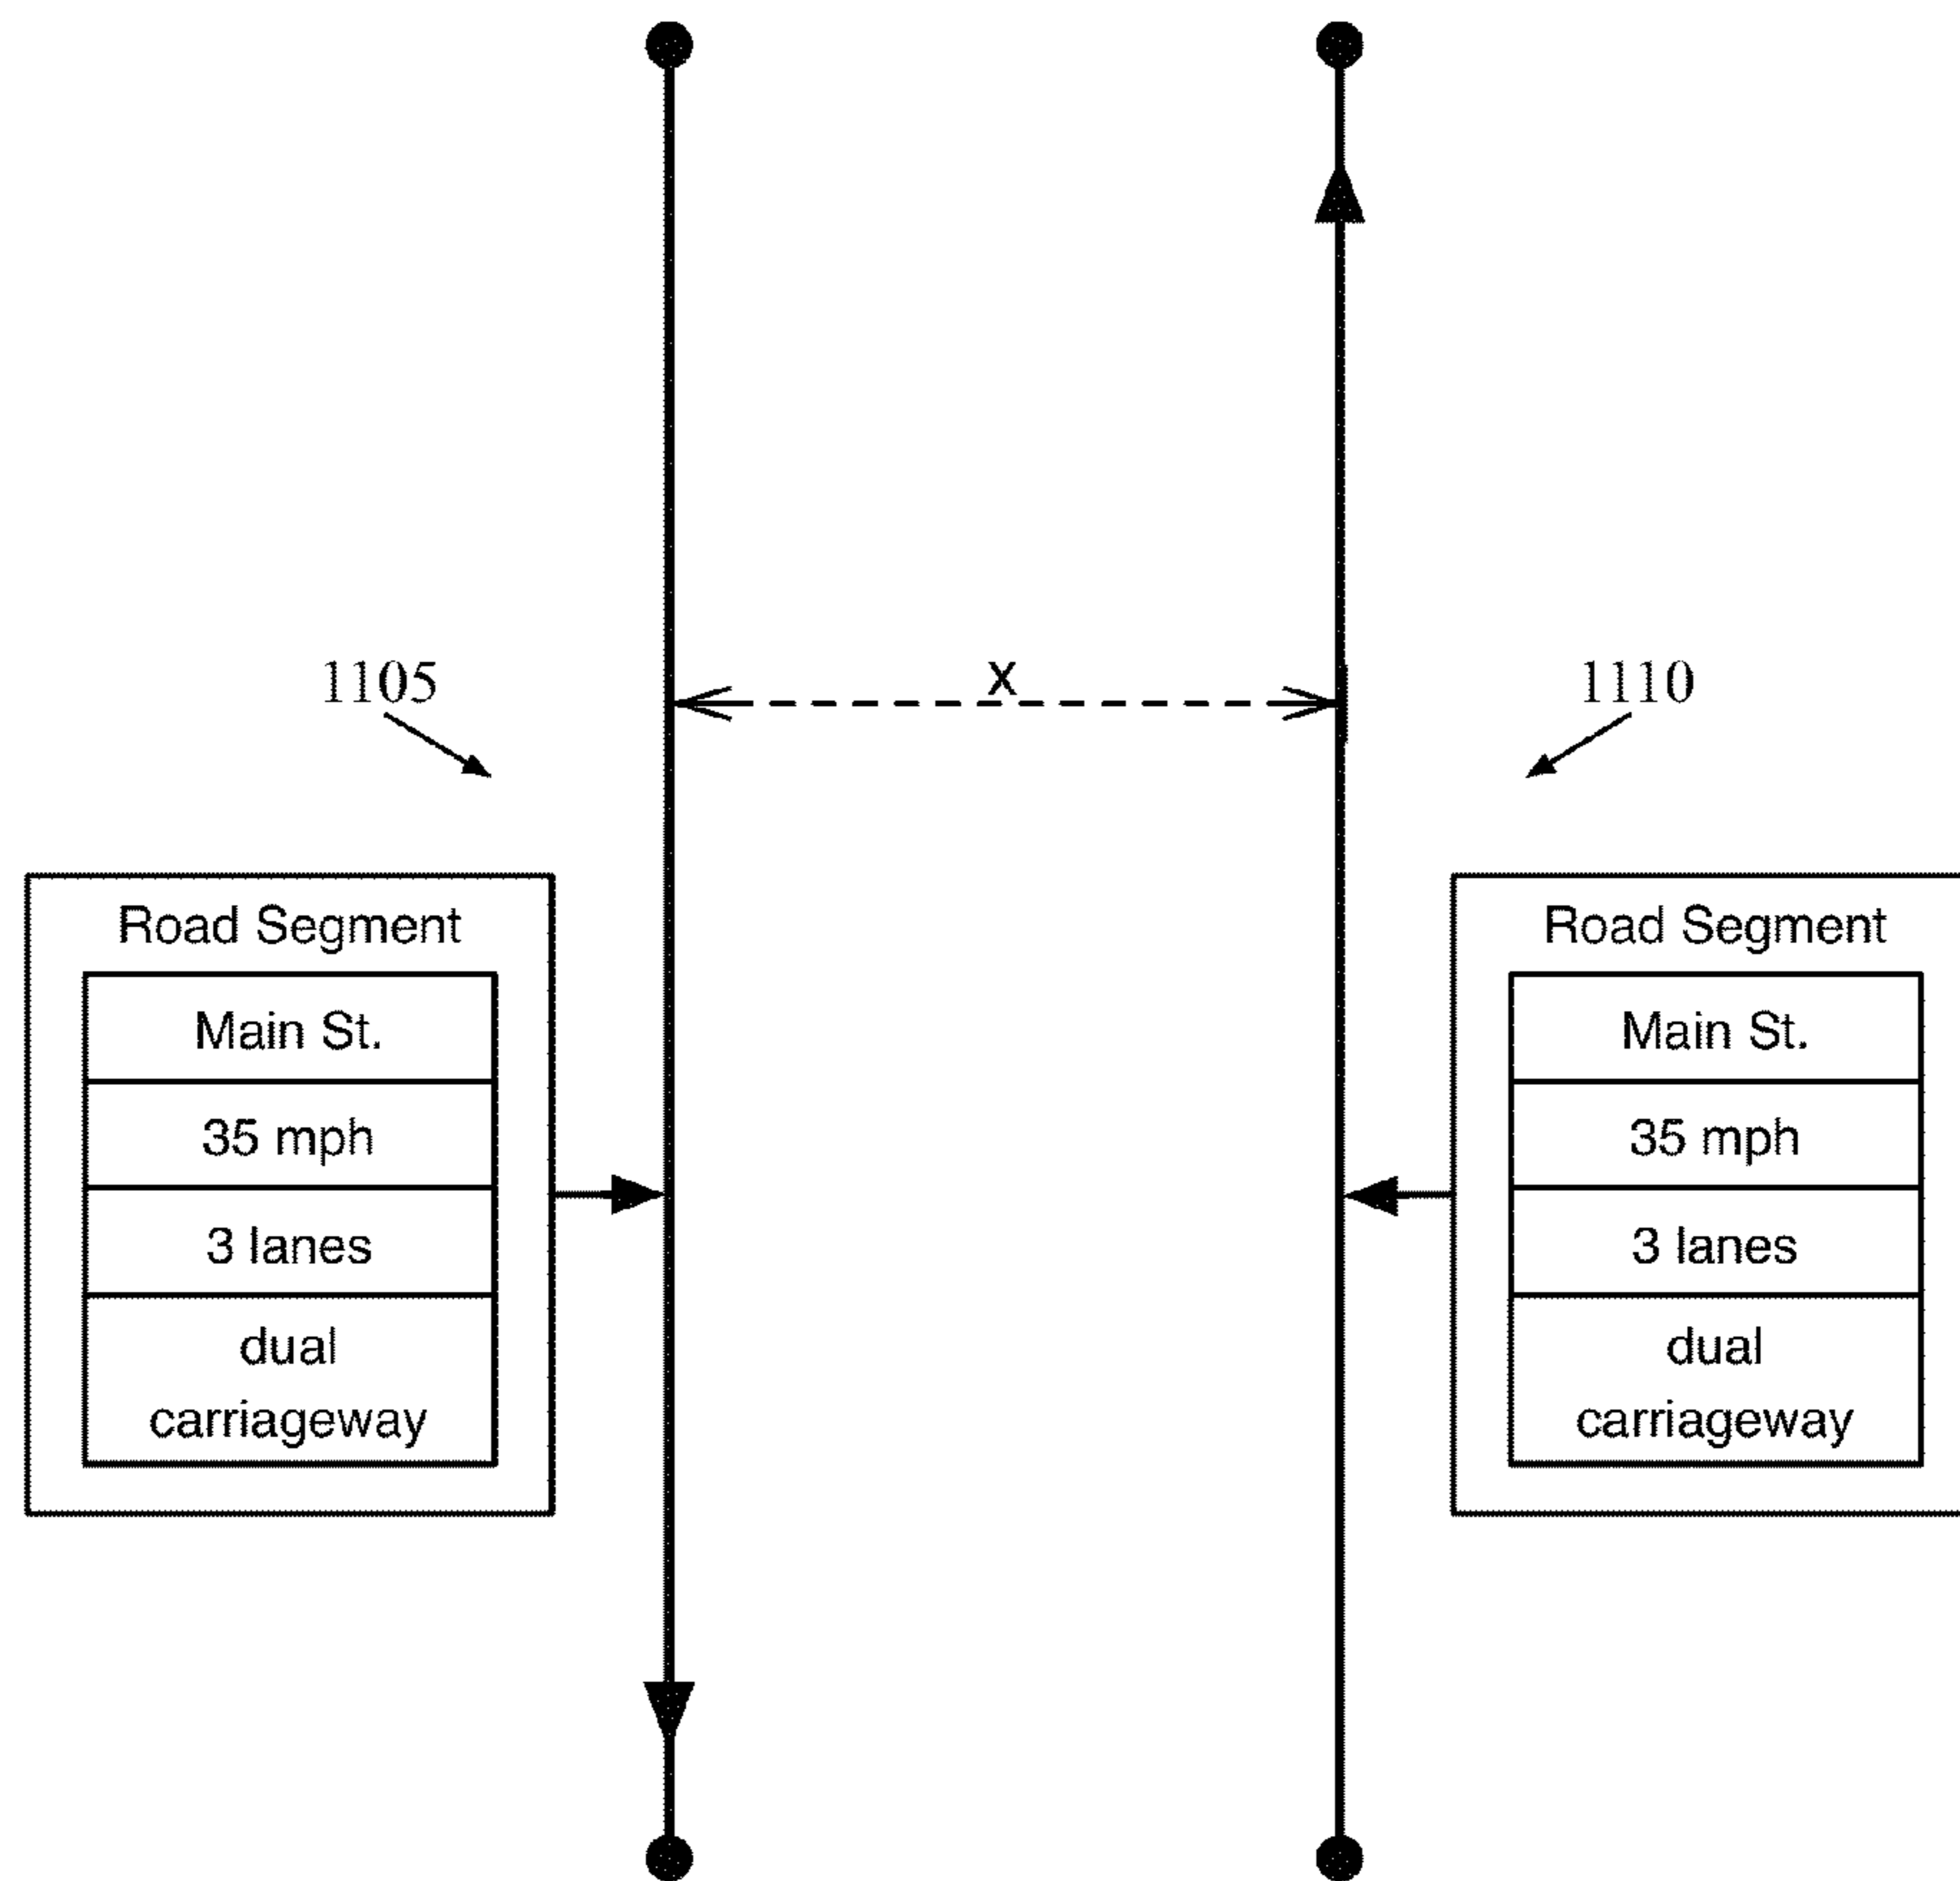 X
1105
1110
Road Segment
Main St.
35 mph
3 lanes
dual
carriageway
Road Segment
Main St.
35 mph
3 lanes
dual
carriageway